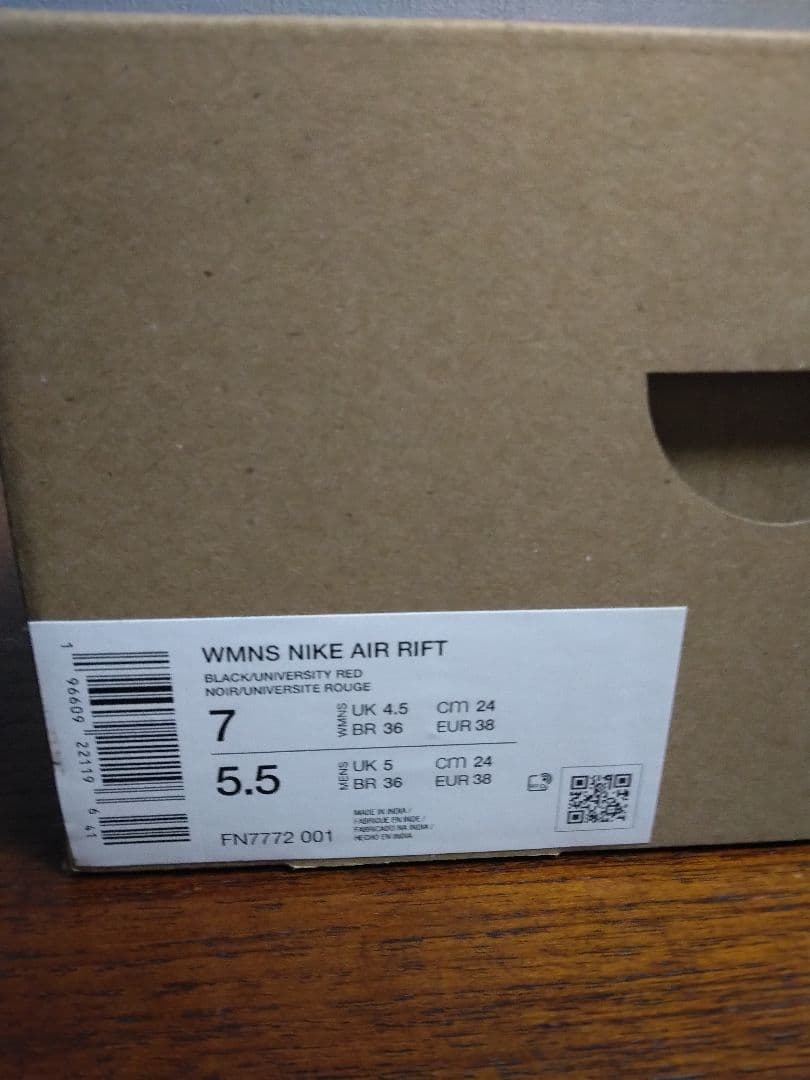 WMNS NIKE AIR RIFT
BLACK/UNIVERSITY RED
NOIR/UNIVERSITE ROUGE
7 WMNS UK 4.5 cm 24
BR 36 EUR 38
5.5 MENS UK 5 cm 24
BR 36 EUR 38
FN7772 001
MADE IN INDIA /
FABRIQUE EN INDE /
FABRICADO NA INDIA /
HECHO EN INDIA
1 96609 22119 6 41